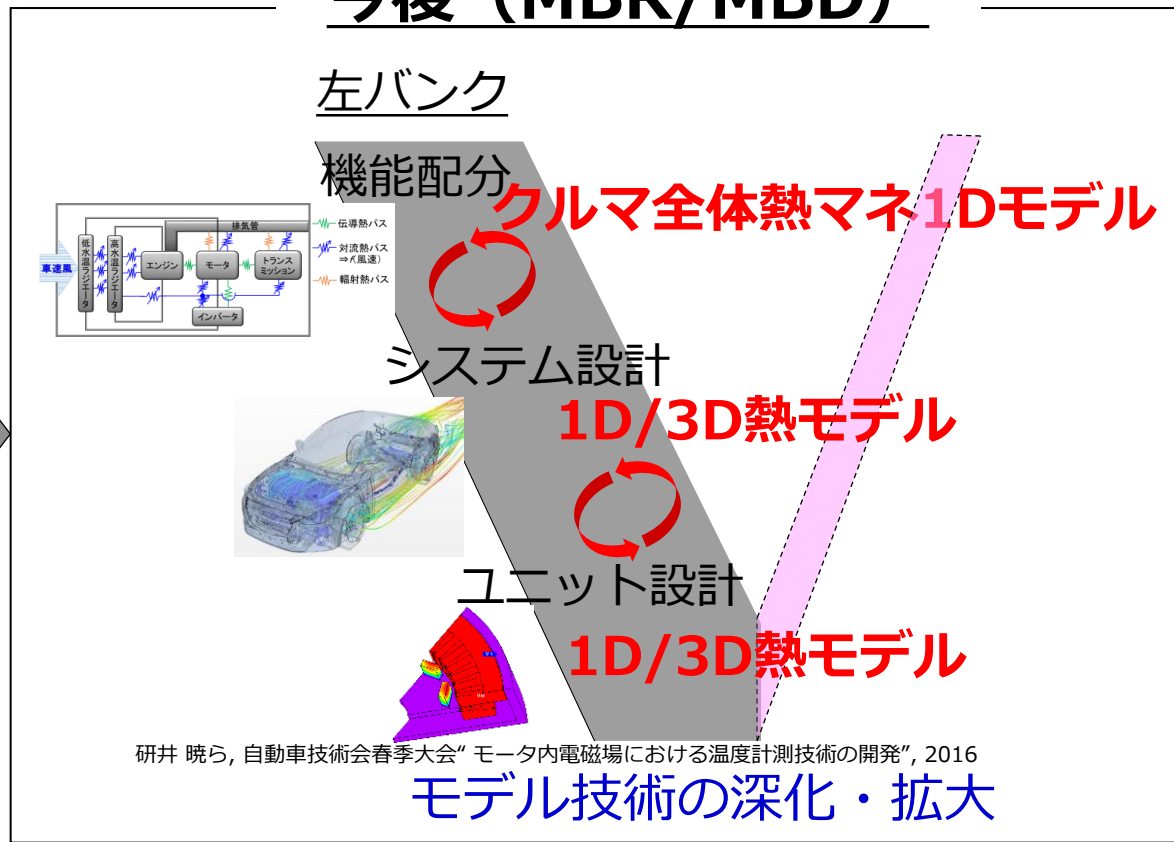 今後（MBR/MBD）
左バンク
機能配分
クルマ全体熱マネ1Dモデル
排気管
伝導熱パス
対流熱パス
⇒f(風速)
輻射熱パス
車速風
低水温ラジエータ
高水温ラジエータ
エンジン
モータ
トランス
ミッション
インバータ
システム設計
1D/3D熱モデル
ユニット設計
1D/3D熱モデル
研井 暁ら, 自動車技術会春季大会“ モータ内電磁場における温度計測技術の開発”, 2016
モデル技術の深化・拡大